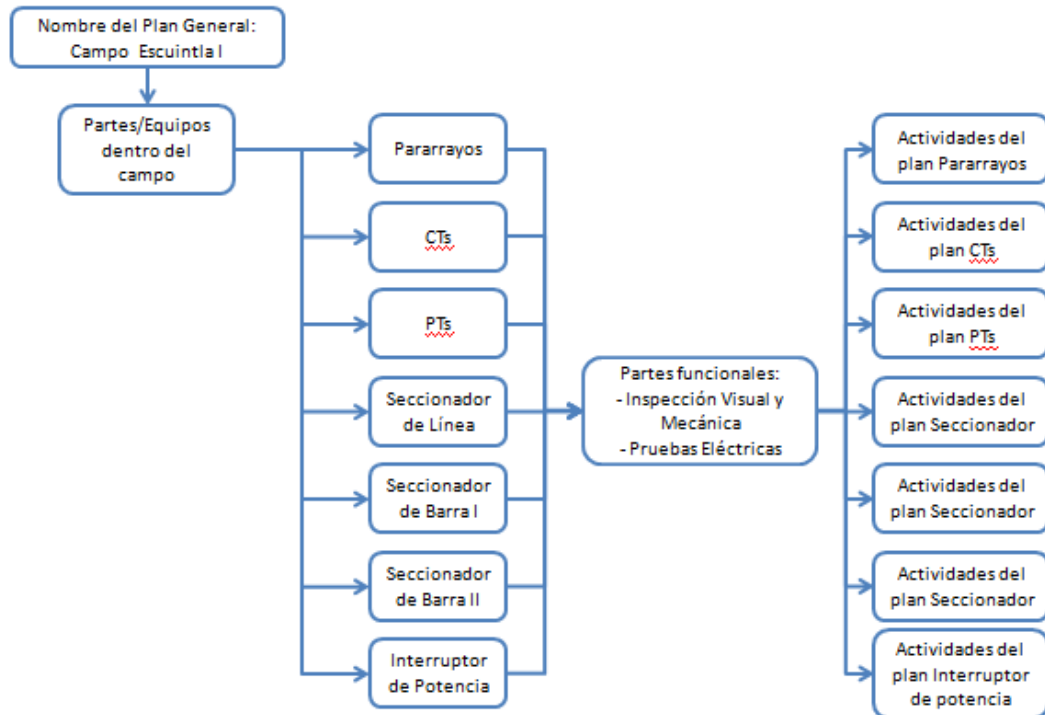 Nombre del Plan General:
Campo Escuintla I
Partes/Equipos
dentro del
campo
Pararrayos
CTs
PTs
Seccionador
de Línea
Seccionador
de Barra I
Seccionador
de Barra II
Interruptor
de Potencia
Partes funcionales:
- Inspección Visual y
Mecánica
- Pruebas Eléctricas
Actividades del
plan Pararrayos
Actividades del
plan CTs
Actividades del
plan PTs
Actividades del
plan Seccionador
Actividades del
plan Seccionador
Actividades del
plan Seccionador
Actividades del
plan Interruptor
de potencia